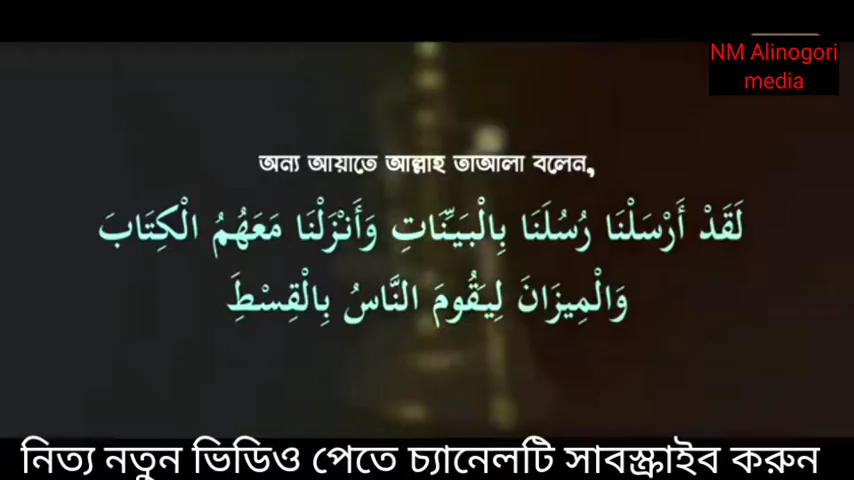 NM Alinogori
media
অন্য আয়াতে আল্লাহ তাআলা বলেন,
لَقَدْ أَرْسَلْنَا رُسُلَنَا بِالْبَيِّنَاتِ وَأَنْزَلْنَا مَعَهُمُ الْكِتَابَ
وَالْمِيزَانَ لِيَقُومَ النَّاسُ بِالْقِسْطِ
নিত্য নতুন ভিডিও পেতে চ্যানেলটি সাবস্ক্রাইব করুন